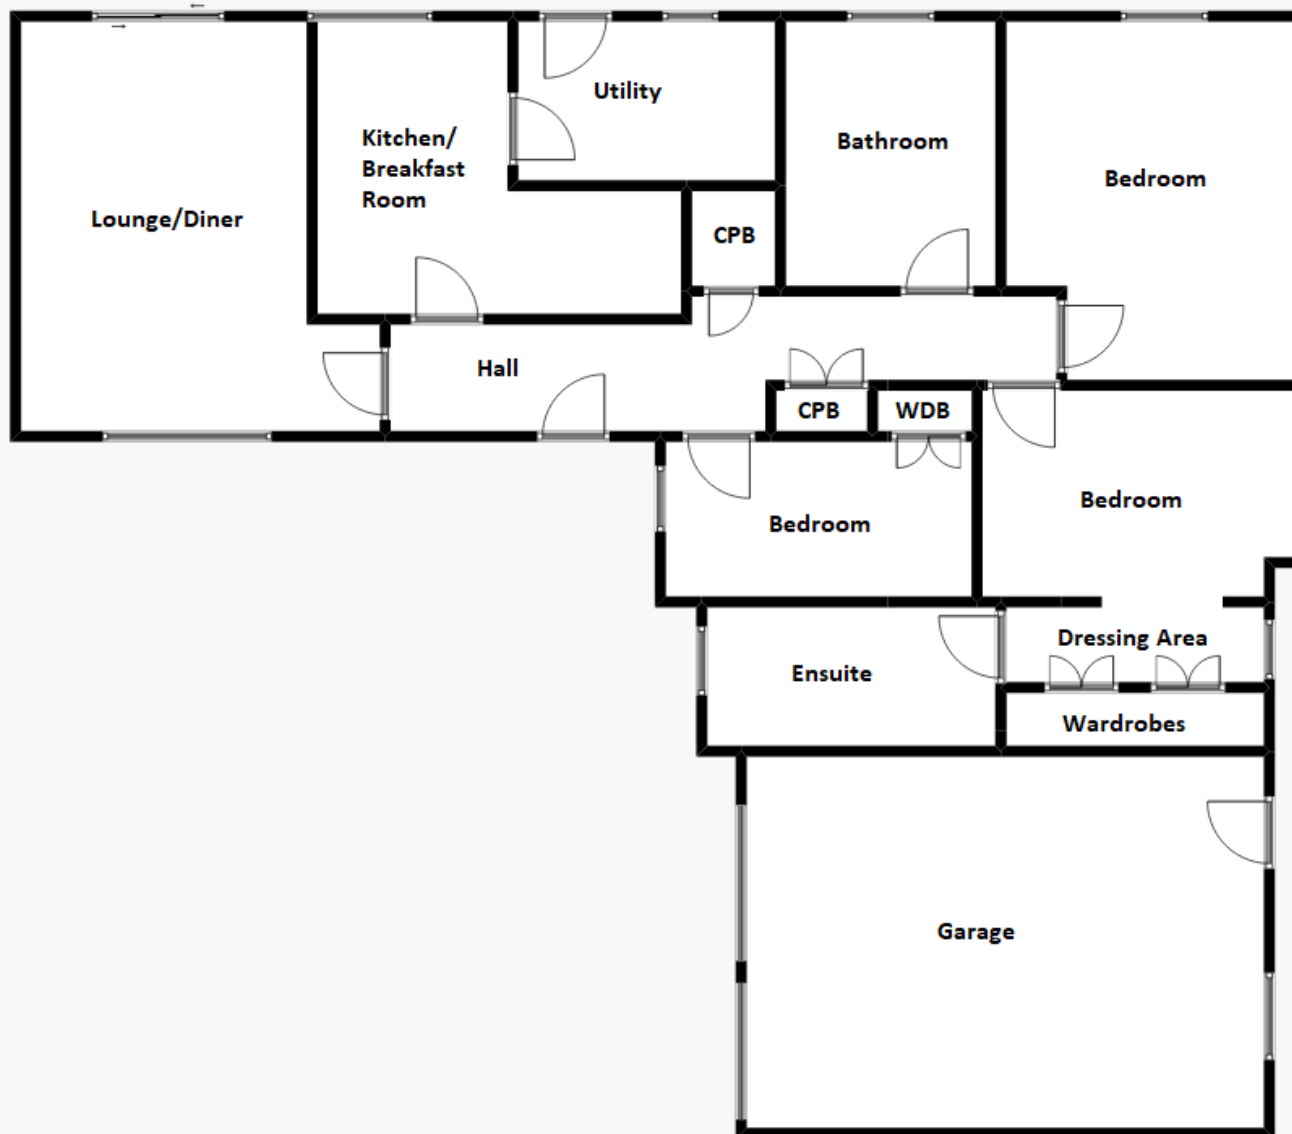 Utility
Kitchen/
Breakfast
Room
Bathroom
Bedroom
Lounge/Diner
CPB
Hall
CPB
WDB
Bedroom
Bedroom
Dressing Area
Ensuite
Wardrobes
Garage